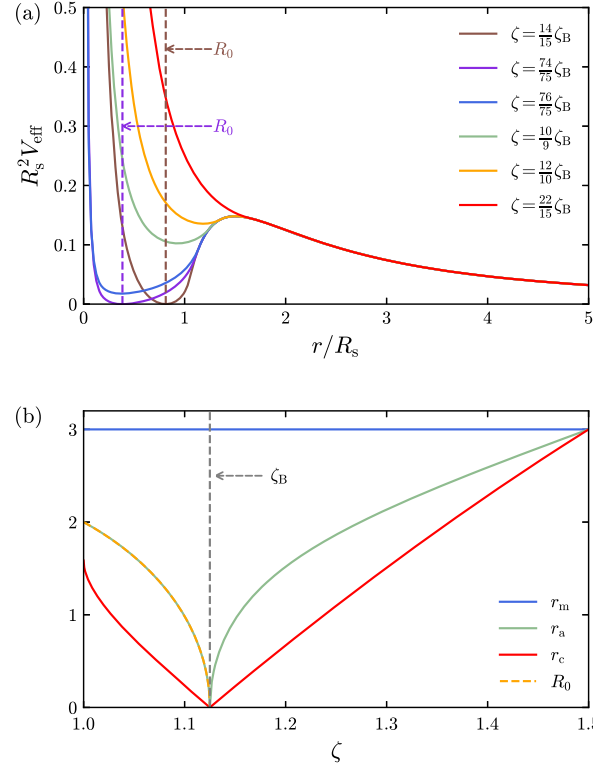 (a)
R_s^2 V_eff
0.5
0.4
0.3
0.2
0.1
0
R_0
R_0
ζ = 14/15 ζ_B
ζ = 74/75 ζ_B
ζ = 76/75 ζ_B
ζ = 10/9 ζ_B
ζ = 12/10 ζ_B
ζ = 22/15 ζ_B
0 1 2 3 4 5
r/R_s
(b)
3
2
1
0
ζ_B
r_m
r_a
r_c
R_0
1.0 1.1 1.2 1.3 1.4 1.5
ζ